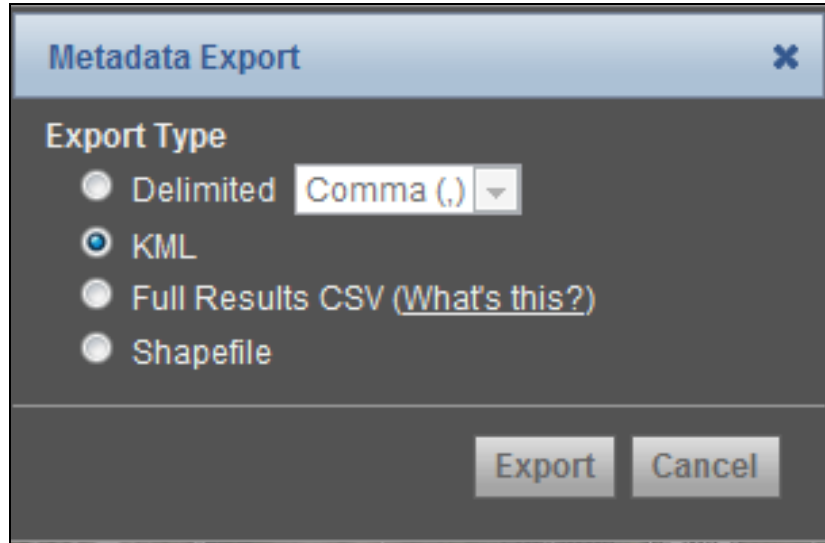 Metadata Export
Export Type
Delimited Comma (,)
KML
Full Results CSV (What's this?)
Shapefile
Export Cancel